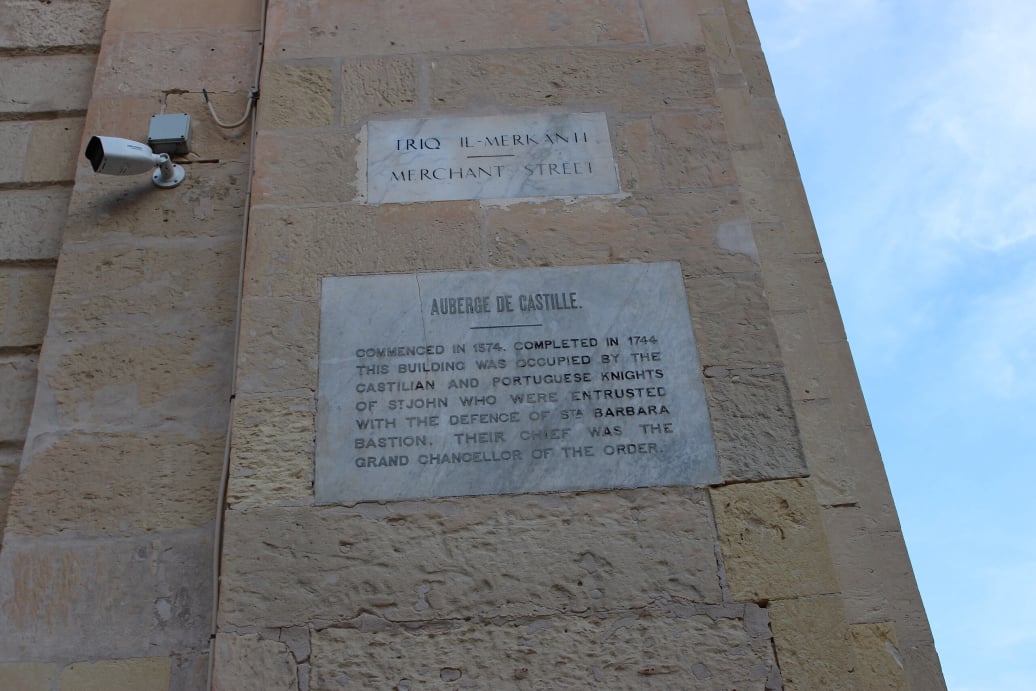 TRIQ IL-MERKANTI
MERCHANT STREET
AUBERGE DE CASTILLE.
COMMENCED IN 1574. COMPLETED IN 1744
THIS BUILDING WAS OCCUPIED BY THE
CASTILIAN AND PORTUGUESE KNIGHTS
OF ST JOHN WHO WERE ENTRUSTED
WITH THE DEFENCE OF STA BARBARA
BASTION. THEIR CHIEF WAS THE
GRAND CHANCELLOR OF THE ORDER.